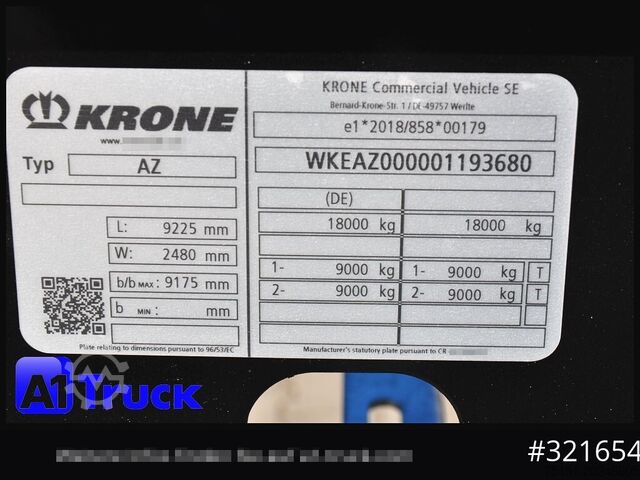 KRONE
www.
Typ AZ
L: 9225 mm
W: 2480 mm
b/b MAX: 9175 mm
b MIN: mm
Plate relating to dimensions pursuant to 96/53/EC
KRONE Commercial Vehicle SE
Bernard-Krone-Str. 1 / DE-49757 Werlte
e1*2018/858*00179
WKEAZ000001193680
(DE)
18000 kg 18000 kg
1- 9000 kg 1- 9000 kg T
2- 9000 kg 2- 9000 kg T
Manufacturer's statutory plate pursuant to CR
A1 Truck
#321654